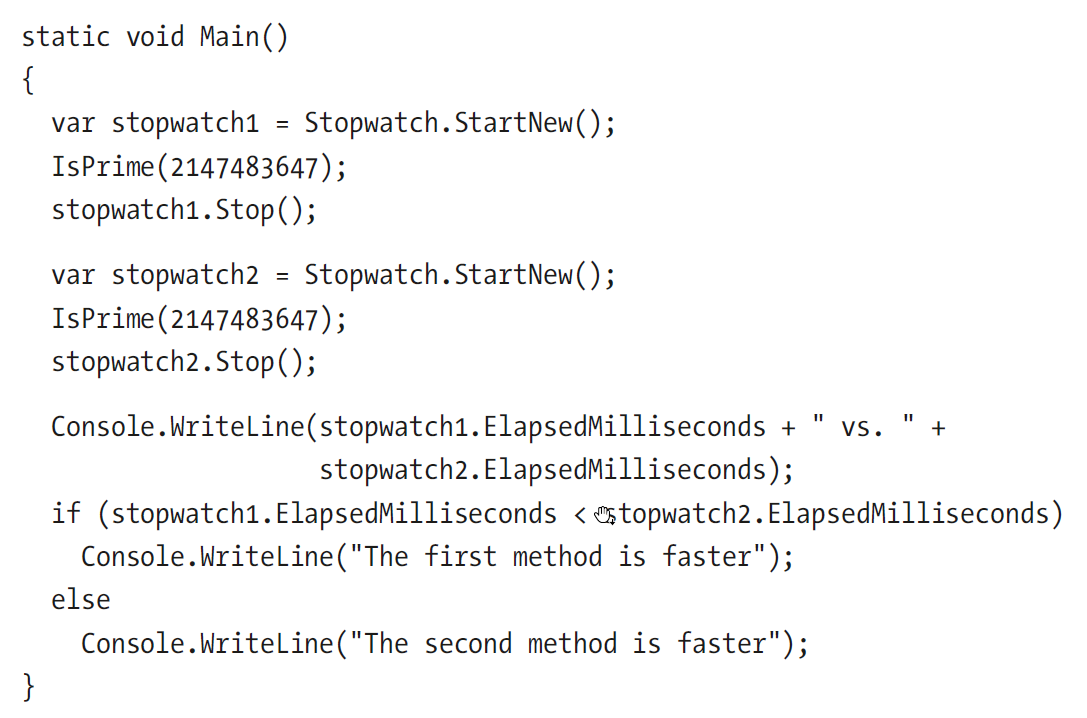 static void Main()
{
  var stopwatch1 = Stopwatch.StartNew();
  IsPrime(2147483647);
  stopwatch1.Stop();
  var stopwatch2 = Stopwatch.StartNew();
  IsPrime(2147483647);
  stopwatch2.Stop();
  Console.WriteLine(stopwatch1.ElapsedMilliseconds + " vs. " +
                    stopwatch2.ElapsedMilliseconds);
  if (stopwatch1.ElapsedMilliseconds < stopwatch2.ElapsedMilliseconds)
    Console.WriteLine("The first method is faster");
  else
    Console.WriteLine("The second method is faster");
}